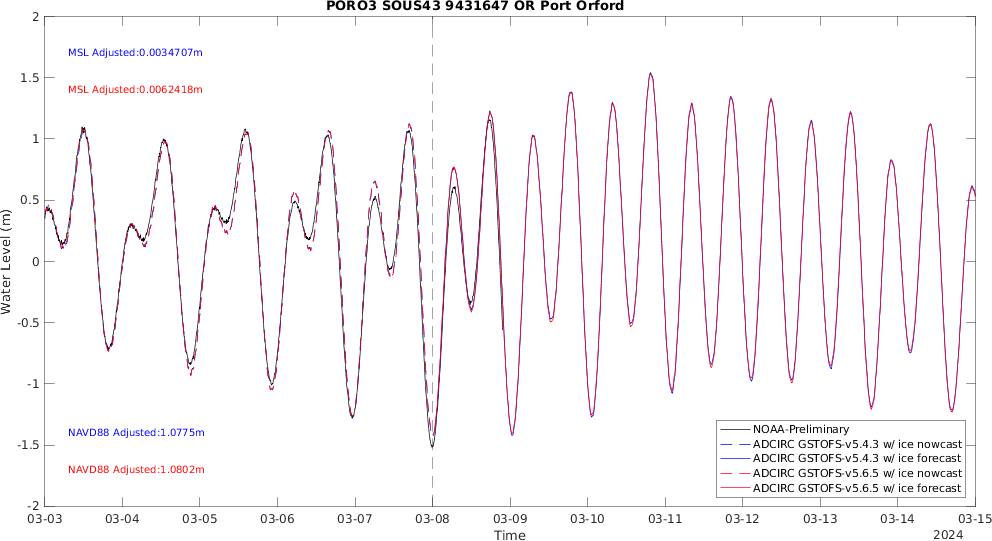 PORO3 SOUS43 9431647 OR Port Orford
MSL Adjusted:0.0034707m
MSL Adjusted:0.0062418m
Water Level (m)
2
1.5
1
0.5
0
-0.5
-1
-1.5
-2
NAVD88 Adjusted:1.0775m
NAVD88 Adjusted:1.0802m
NOAA-Preliminary
ADCIRC GSTOFS-v5.4.3 w/ ice nowcast
ADCIRC GSTOFS-v5.4.3 w/ ice forecast
ADCIRC GSTOFS-v5.6.5 w/ ice nowcast
ADCIRC GSTOFS-v5.6.5 w/ ice forecast
03-03 03-04 03-05 03-06 03-07 03-08 03-09 03-10 03-11 03-12 03-13 03-14 03-15
Time
2024